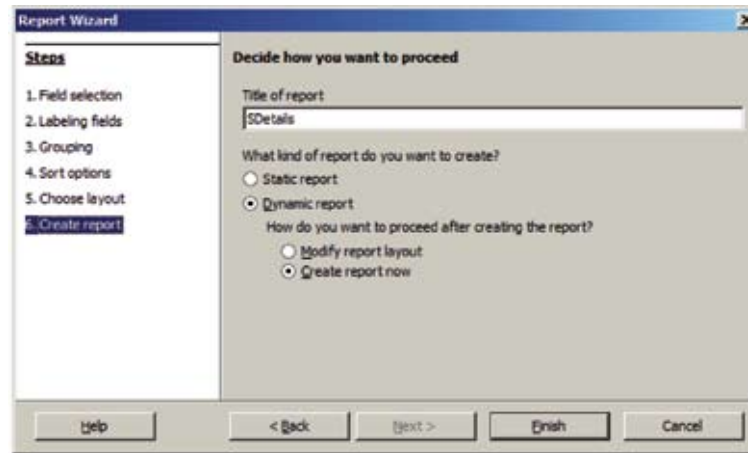 Report Wizard
Steps
1. Field selection
2. Labeling fields
3. Grouping
4. Sort options
5. Choose layout
6. Create report
Decide how you want to proceed
Title of report
SDetails
What kind of report do you want to create?
Static report
Dynamic report
How do you want to proceed after creating the report?
Modify report layout
Create report now
Help
< Back
Next >
Finish
Cancel